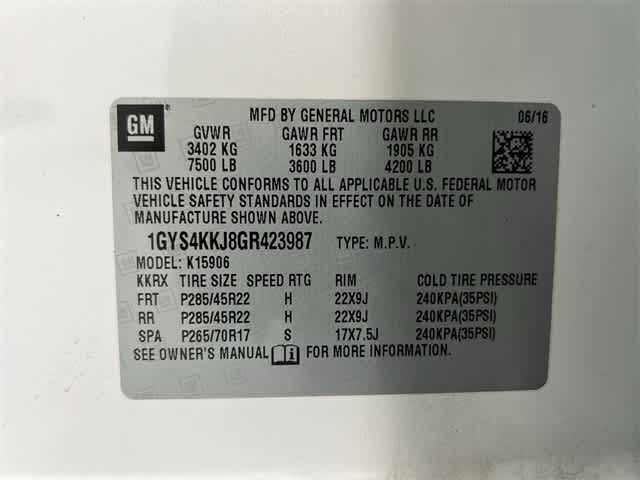 GM
MFD BY GENERAL MOTORS LLC 06/16
GVWR GAWR FRT GAWR RR
3402 KG 1633 KG 1905 KG
7500 LB 3600 LB 4200 LB
THIS VEHICLE CONFORMS TO ALL APPLICABLE U.S. FEDERAL MOTOR
VEHICLE SAFETY STANDARDS IN EFFECT ON THE DATE OF
MANUFACTURE SHOWN ABOVE.
1GYS4KKJ8GR423987 TYPE: M.P.V.
MODEL: K15906
KKRX TIRE SIZE SPEED RTG RIM COLD TIRE PRESSURE
FRT P285/45R22 H 22X9J 240KPA(35PSI)
RR P285/45R22 H 22X9J 240KPA(35PSI)
SPA P265/70R17 S 17X7.5J 240KPA(35PSI)
SEE OWNER'S MANUAL FOR MORE INFORMATION.